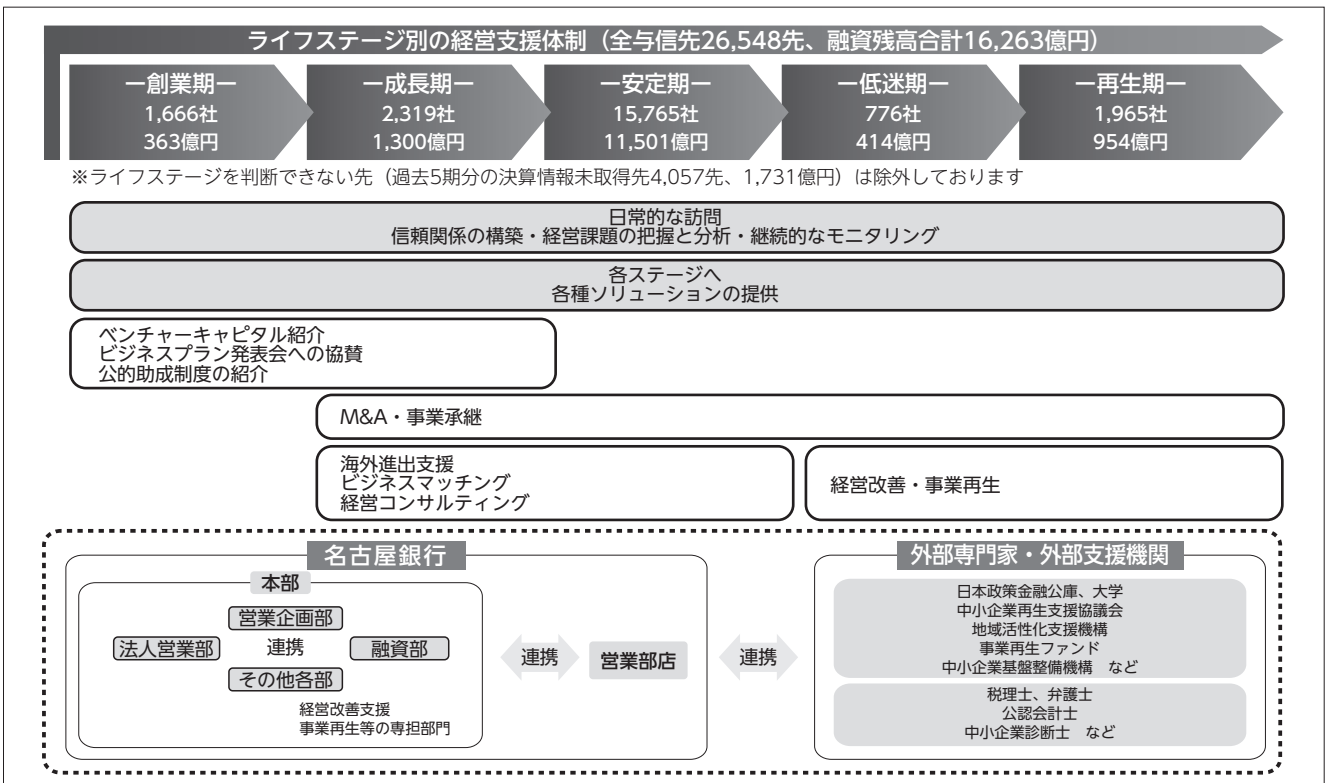 ライフステージ別の経営支援体制（全与信先26,548先、融資残高合計16,263億円）
ー創業期ー
1,666社
363億円
ー成長期ー
2,319社
1,300億円
ー安定期ー
15,765社
11,501億円
ー低迷期ー
776社
414億円
ー再生期ー
1,965社
954億円
※ライフステージを判断できない先（過去5期分の決算情報未取得先4,057先、1,731億円）は除外しております
日常的な訪問
信頼関係の構築・経営課題の把握と分析・継続的なモニタリング
各ステージへ
各種ソリューションの提供
ベンチャーキャピタル紹介
ビジネスプラン発表会への協賛
公的助成制度の紹介
M&A・事業承継
海外進出支援
ビジネスマッチング
経営コンサルティング
経営改善・事業再生
名古屋銀行
本部
営業企画部
法人営業部
連携
融資部
その他各部
経営改善支援
事業再生等の専担部門
連携
営業部店
連携
外部専門家・外部支援機関
日本政策金融公庫、大学
中小企業再生支援協議会
地域活性化支援機構
事業再生ファンド
中小企業基盤整備機構　など
税理士、弁護士
公認会計士
中小企業診断士　など